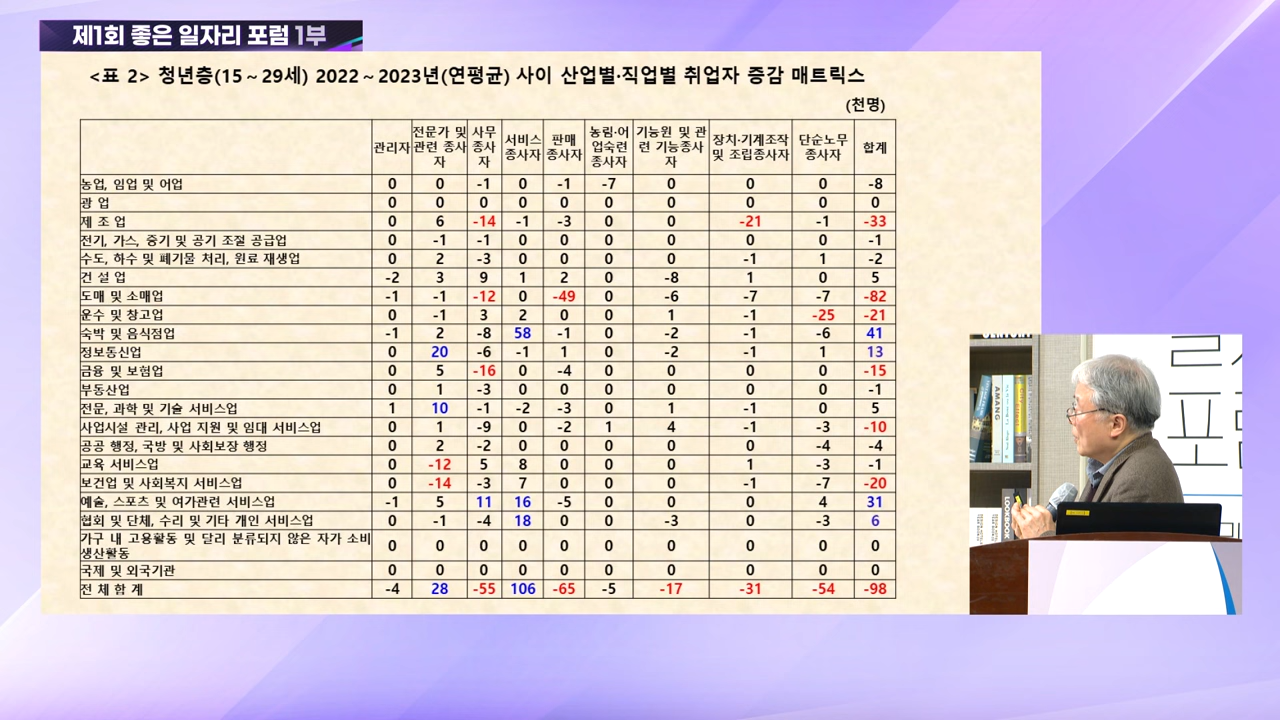 제1회 좋은 일자리 포럼 1부
<표 2> 청년층(15~29세) 2022~2023년(연평균) 사이 산업별·직업별 취업자 증감 매트릭스
(천명)
관리자 전문가 및 관련 종사자 사무 종사자 서비스 종사자 판매 종사자 농림·어업숙련 종사자 기능원 및 관련 기능종사자 장치·기계조작 및 조립종사자 단순노무 종사자 합계
농업, 임업 및 어업 0 0 -1 0 -1 -7 0 0 0 -8
광 업 0 0 0 0 0 0 0 0 0 0
제 조 업 0 6 -14 -1 -3 0 0 -21 -1 -33
전기, 가스, 증기 및 공기 조절 공급업 0 -1 -1 0 0 0 0 0 0 -1
수도, 하수 및 폐기물 처리, 원료 재생업 0 2 -3 0 0 0 0 -1 1 -2
건 설 업 -2 3 9 1 2 0 -8 1 0 5
도매 및 소매업 -1 -1 -12 0 -49 0 -6 -7 -7 -82
운수 및 창고업 0 -1 3 2 0 0 1 -1 -25 -21
숙박 및 음식점업 -1 2 -8 58 -1 0 -2 -1 -6 41
정보통신업 0 20 -6 -1 1 0 -2 -1 1 13
금융 및 보험업 0 5 -16 0 -4 0 0 0 0 -15
부동산업 0 1 -3 0 0 0 0 0 0 -1
전문, 과학 및 기술 서비스업 1 10 -1 -2 -3 0 1 -1 0 5
사업시설 관리, 사업 지원 및 임대 서비스업 0 1 -9 0 -2 1 4 -1 -3 -10
공공 행정, 국방 및 사회보장 행정 0 2 -2 0 0 0 0 0 -4 -4
교육 서비스업 0 -12 5 8 0 0 0 1 -3 -1
보건업 및 사회복지 서비스업 0 -14 -3 7 0 0 0 -1 -7 -20
예술, 스포츠 및 여가관련 서비스업 -1 5 11 16 -5 0 0 0 4 31
협회 및 단체, 수리 및 기타 개인 서비스업 0 -1 -4 18 0 0 -3 0 -3 6
가구 내 고용활동 및 달리 분류되지 않은 자가 소비 생산활동 0 0 0 0 0 0 0 0 0 0
국제 및 외국기관 0 0 0 0 0 0 0 0 0 0
전 체 합 계 -4 28 -55 106 -65 -5 -17 -31 -54 -98
AMANG
LOOKBOOK